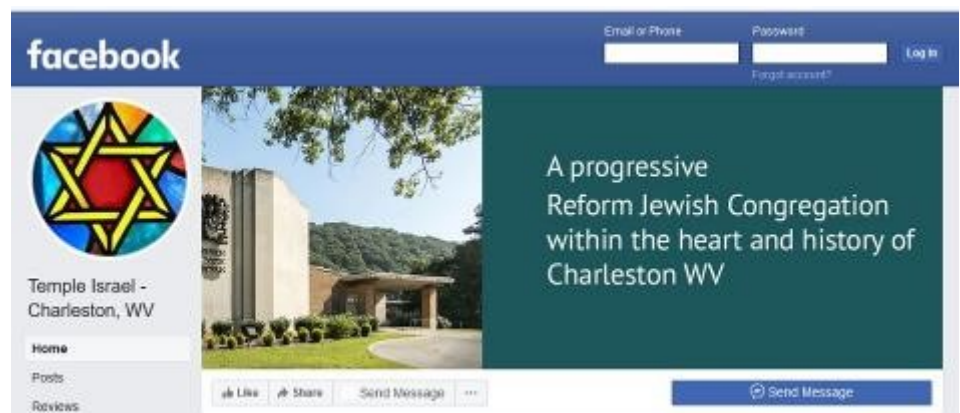 facebook
Email or Phone
Password
Log In
Forgot account?
Temple Israel -
Charleston, WV
Home
Posts
Reviews
A progressive
Reform Jewish Congregation
within the heart and history of
Charleston WV
Like
Share
Send Message
Send Message